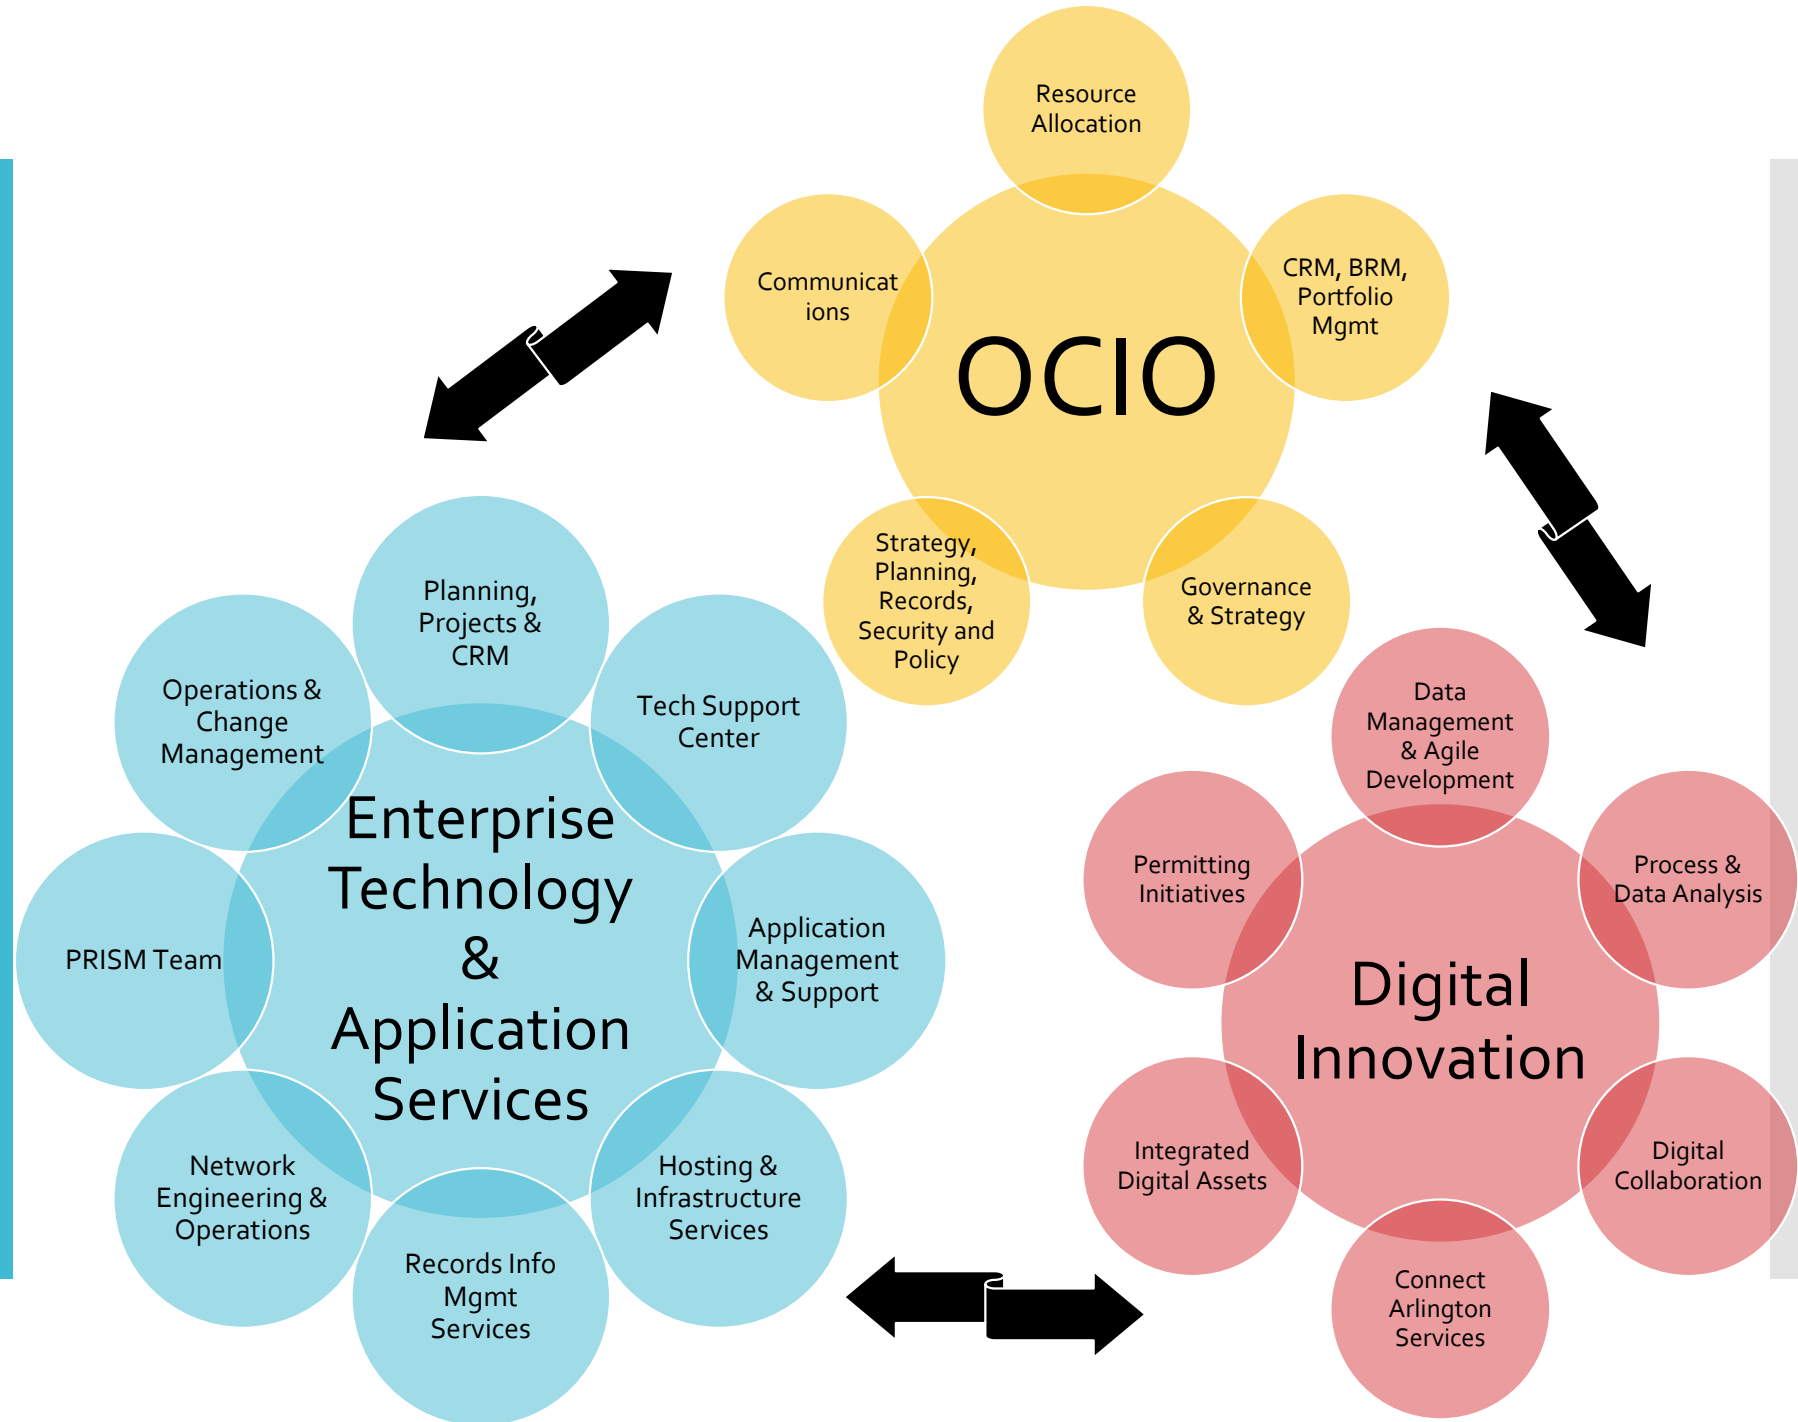 Resource
Allocation
Communicat
ions
CRM, BRM,
Portfolio
Mgmt
OCIO
Strategy,
Planning,
Records,
Security and
Policy
Governance
& Strategy
Planning,
Projects &
CRM
Operations &
Change
Management
Tech Support
Center
Enterprise
Technology
&
Application
Services
PRISM Team
Application
Management
& Support
Network
Engineering &
Operations
Hosting &
Infrastructure
Services
Records Info
Mgmt
Services
Data
Management
& Agile
Development
Permitting
Initiatives
Process &
Data Analysis
Digital
Innovation
Integrated
Digital Assets
Digital
Collaboration
Connect
Arlington
Services